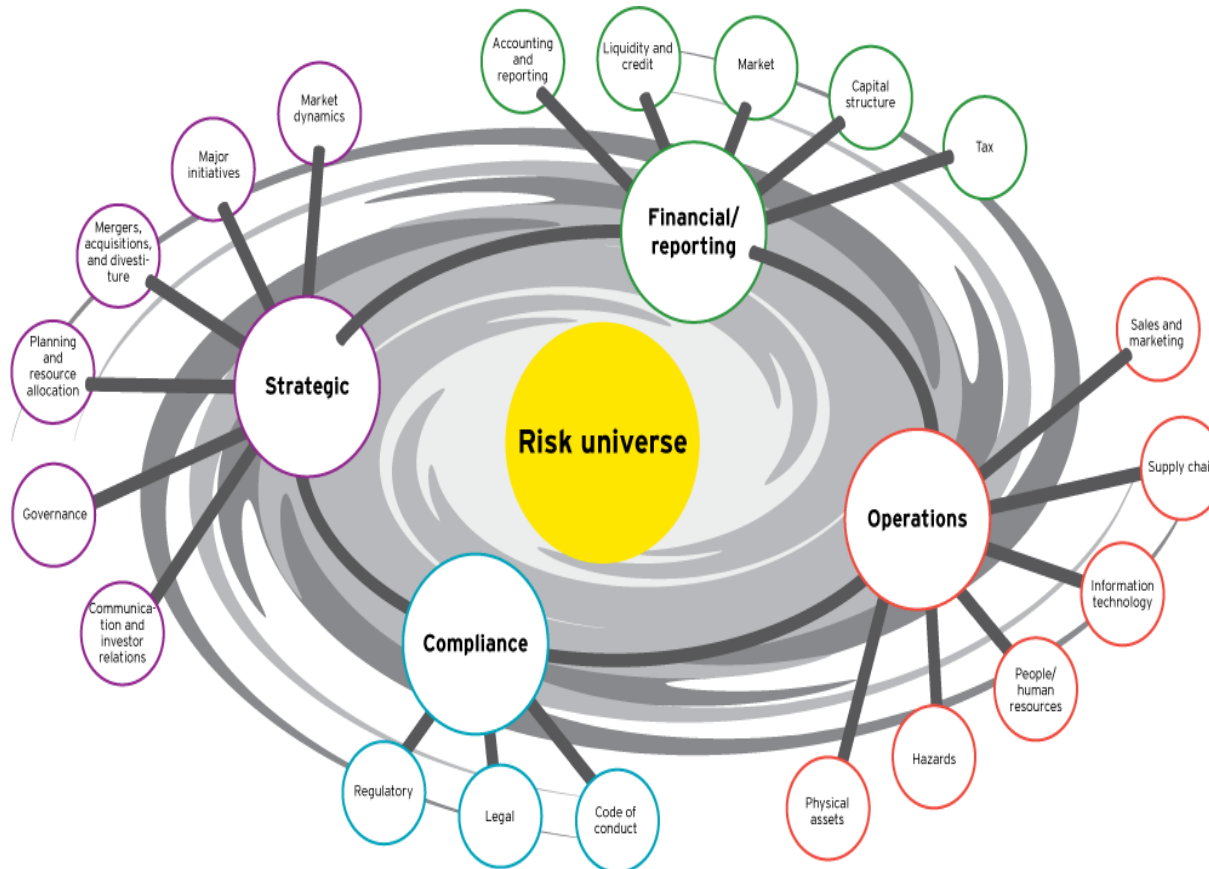 Accounting
and
reporting
Liquidity and
credit
Market
Capital
structure
Tax
Financial/
reporting
Market
dynamics
Major
initiatives
Mergers,
acquisitions,
and divesti-
ture
Planning
and
resource
allocation
Governance
Communica-
tion and
investor
relations
Strategic
Risk universe
Sales and
marketing
Supply chai
Information
technology
People/
human
resources
Hazards
Physical
assets
Operations
Compliance
Regulatory
Legal
Code of
conduct